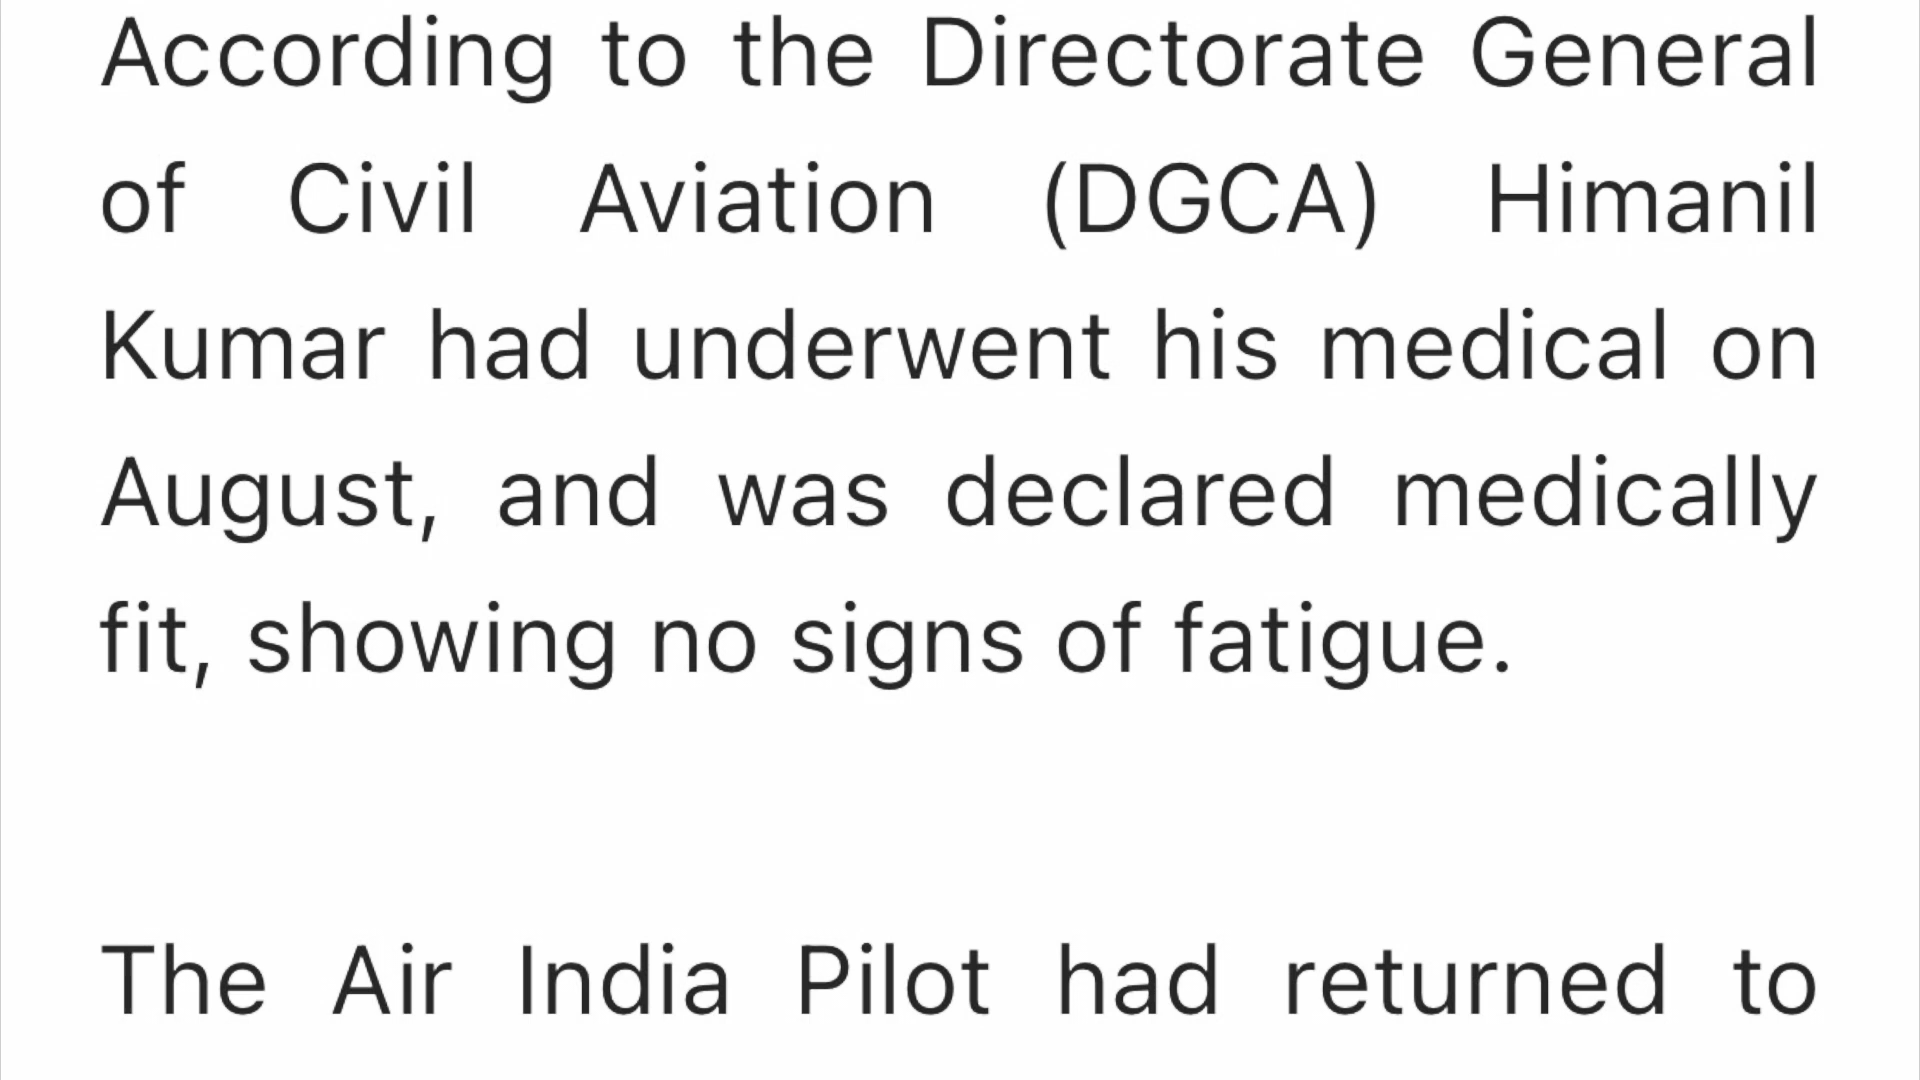 According to the Directorate General
of Civil Aviation (DGCA) Himanil
Kumar had underwent his medical on
August, and was declared medically
fit, showing no signs of fatigue.
The Air India Pilot had returned to